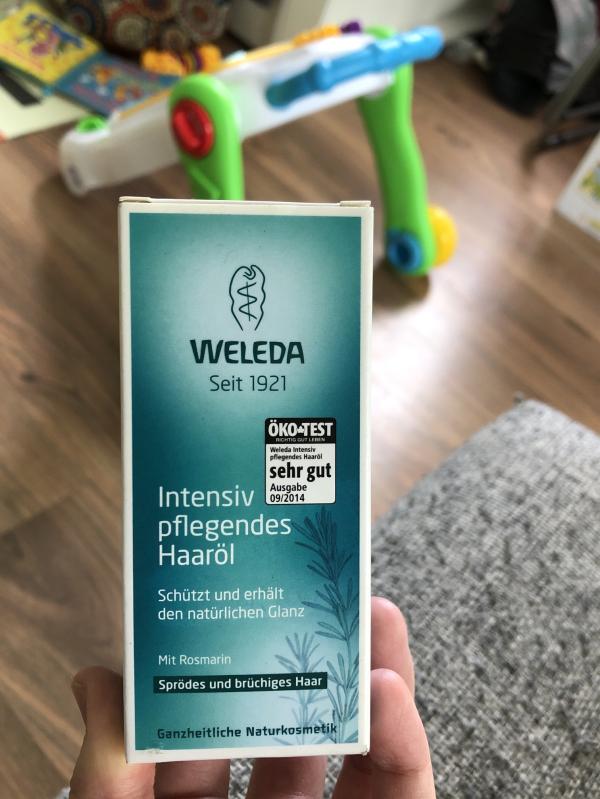 WELEDA
Seit 1921
ÖKO-TEST
RICHTIG GUT LEBEN
Weleda Intensiv
pflegendes Haaröl
sehr gut
Ausgabe
09/2014
Intensiv
pflegendes
Haaröl
Schützt und erhält
den natürlichen Glanz
Mit Rosmarin
Sprödes und brüchiges Haar
Ganzheitliche Naturkosmetik